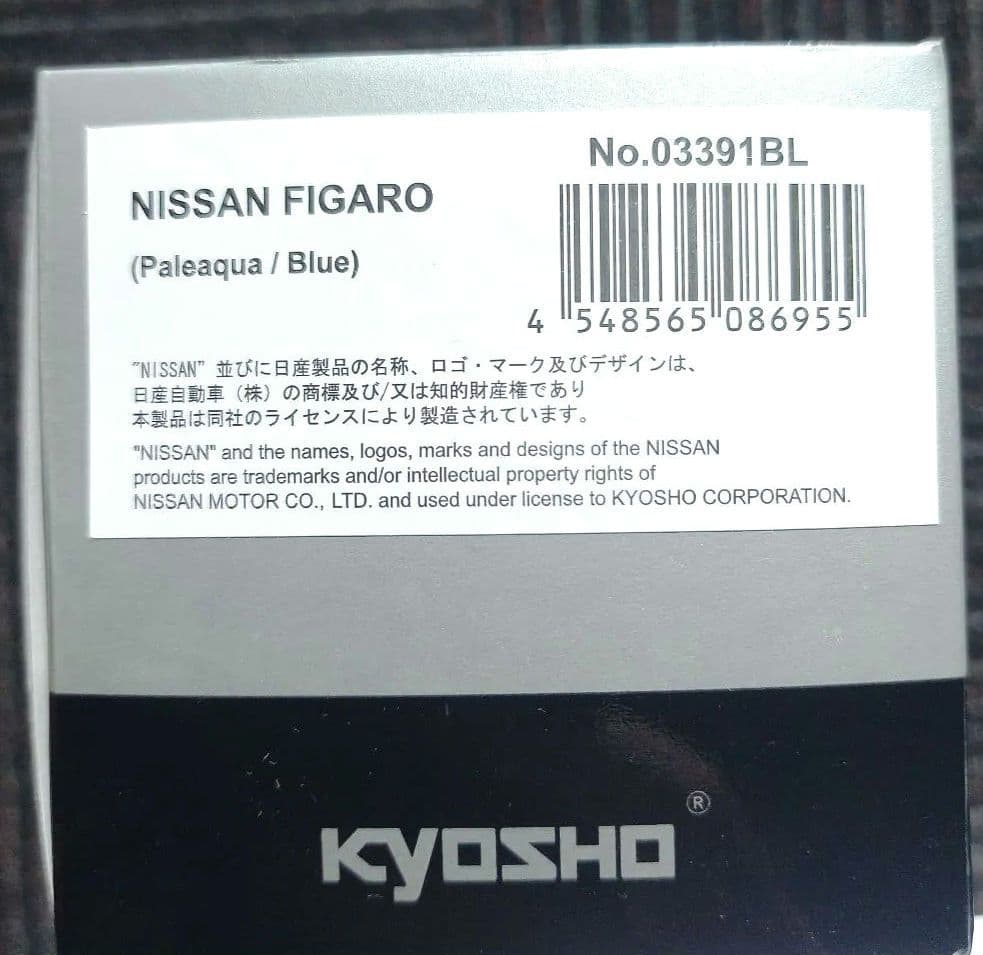 No.03391BL
NISSAN FIGARO
(Paleaqua / Blue)
4 548565 086955
"NISSAN" 並びに日産製品の名称、ロゴ・マーク及びデザインは、
日産自動車（株）の商標及び/又は知的財産権であり
本製品は同社のライセンスにより製造されています。
"NISSAN" and the names, logos, marks and designs of the NISSAN
products are trademarks and/or intellectual property rights of
NISSAN MOTOR CO., LTD. and used under license to KYOSHO CORPORATION.
KYOSHO®